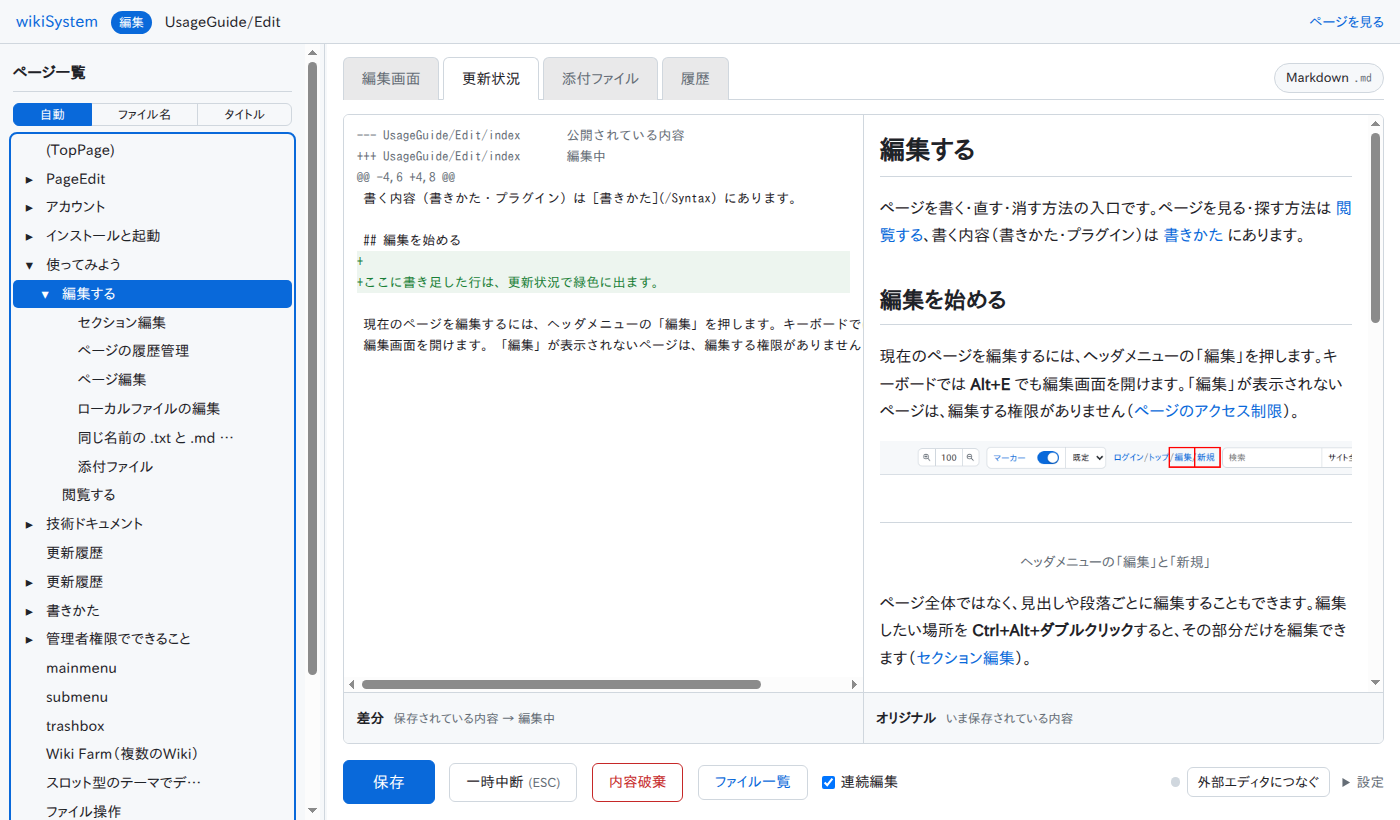 wikiSystem 編集 UsageGuide/Edit ページを見る
ページ一覧
自動 ファイル名 タイトル
(TopPage)
▸ PageEdit
▸ アカウント
▸ インストールと起動
▾ 使ってみよう
▾ 編集する
セクション編集
ページの履歴管理
ページ編集
ローカルファイルの編集
同じ名前の .txt と .md …
添付ファイル
閲覧する
▸ 技術ドキュメント
更新履歴
▸ 更新履歴
▸ 書きかた
▸ 管理者権限でできること
mainmenu
submenu
trashbox
Wiki Farm（複数のWiki）
スロット型のテーマでデ…
ファイル操作
編集画面 更新状況 添付ファイル 履歴 Markdown .md
--- UsageGuide/Edit/index 公開されている内容
+++ UsageGuide/Edit/index 編集中
@@ -4,6 +4,8 @@
書く内容（書きかた・プラグイン）は [書きかた](/Syntax) にあります。
## 編集を始める
+
+ここに書き足した行は、更新状況で緑色に出ます。
現在のページを編集するには、ヘッダメニューの「編集」を押します。キーボードで
編集画面を開けます。「編集」が表示されないページは、編集する権限がありません
差分 保存されている内容 → 編集中
編集する
ページを書く・直す・消す方法の入口です。ページを見る・探す方法は 閲
覧する、書く内容（書きかた・プラグイン）は 書きかた にあります。
編集を始める
現在のページを編集するには、ヘッダメニューの「編集」を押します。キ
ーボードでは Alt+E でも編集画面を開けます。「編集」が表示されない
ページは、編集する権限がありません（ページのアクセス制限）。
100 マーカー 既定 ログイン/トップ/編集/新規 検索 サイト全
ヘッダメニューの「編集」と「新規」
ページ全体ではなく、見出しや段落ごとに編集することもできます。編集
したい場所を Ctrl+Alt+ダブルクリックすると、その部分だけを編集でき
ます（セクション編集）。
オリジナル いま保存されている内容
保存 一時中断 (ESC) 内容破棄 ファイル一覧 連続編集 外部エディタにつなぐ ▸ 設定